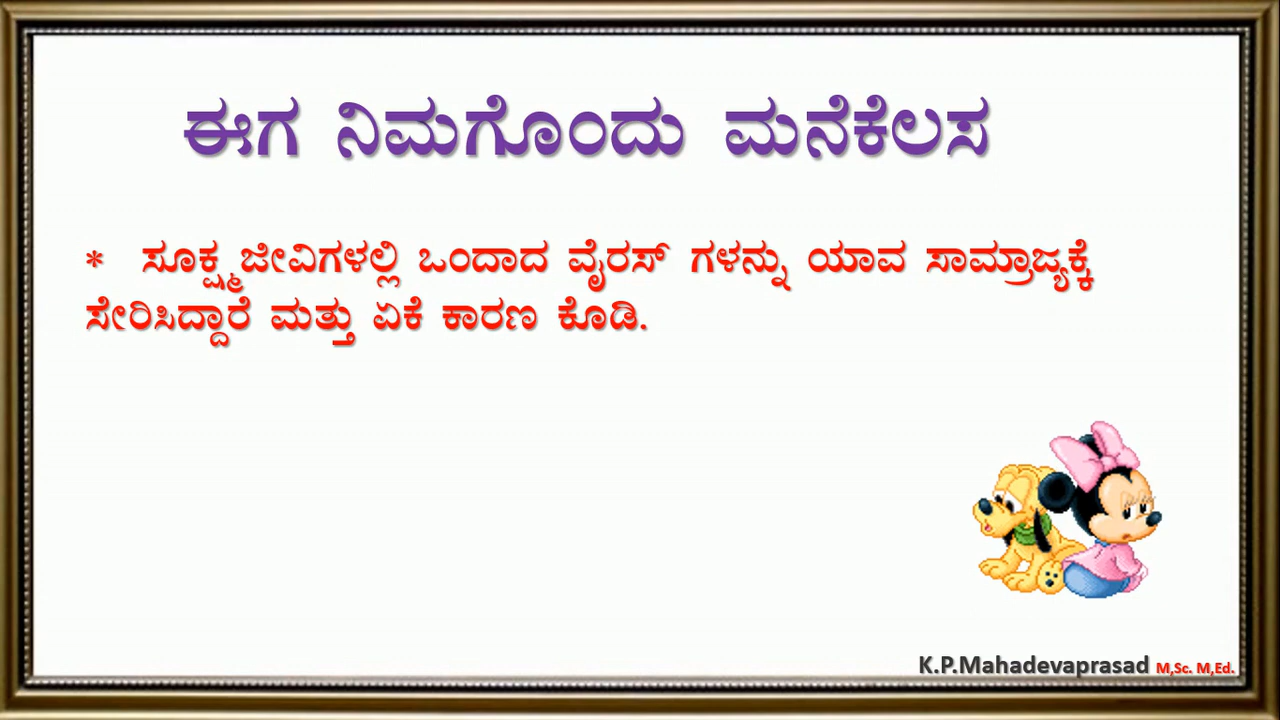 ಈಗ ನಿಮಗೊಂದು ಮನೆಕೆಲಸ
* ಸೂಕ್ಷ್ಮಜೀವಿಗಳಲ್ಲಿ ಒಂದಾದ ವೈರಸ್ ಗಳನ್ನು ಯಾವ ಸಾಮ್ರಾಜ್ಯಕ್ಕೆ
ಸೇರಿಸಿದ್ದಾರೆ ಮತ್ತು ಏಕೆ ಕಾರಣ ಕೊಡಿ.
K.P.Mahadevaprasad M,Sc. M,Ed.